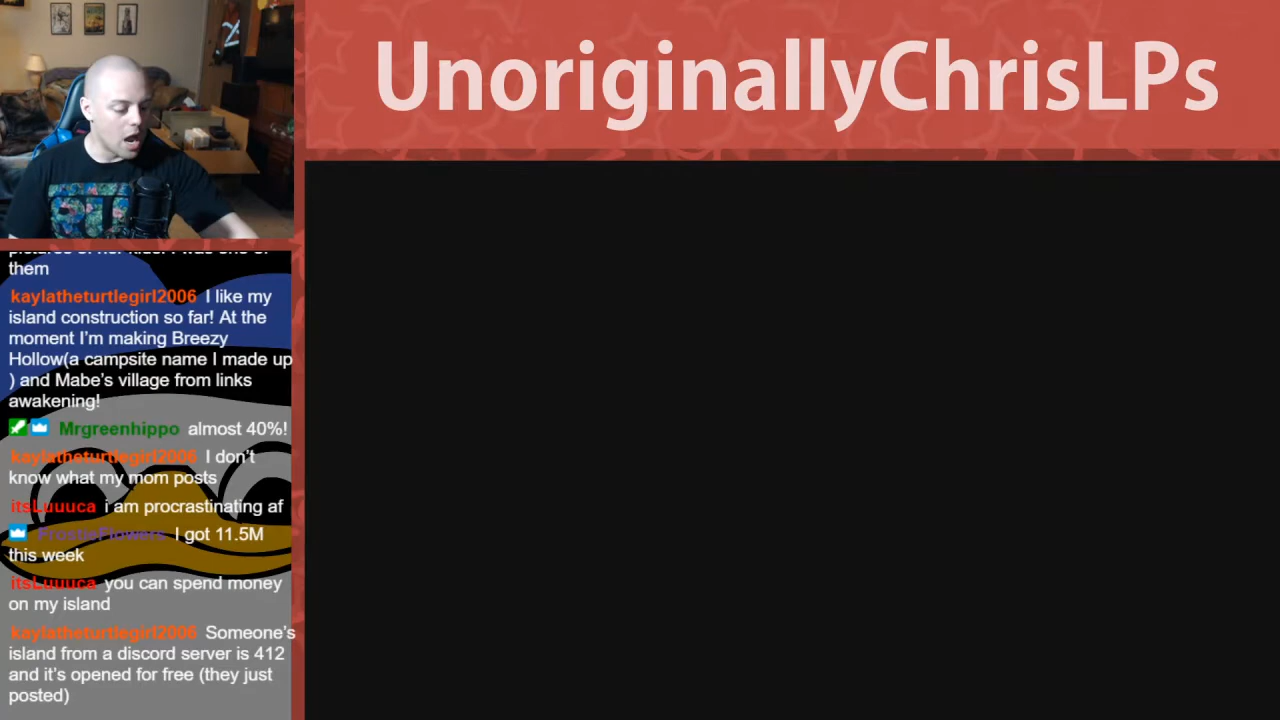 UnoriginallyChrisLPs
them
kaylatheturtlegirl2006 I like my
island construction so far! At the
moment I'm making Breezy
Hollow(a campsite name I made up
) and Mabe's village from links
awakening!
Mrgreenhippo almost 40%!
kaylatheturtlegirl2006 I don't
know what my mom posts
itsLuuuca i am procrastinating af
FrostieFlowers I got 11.5M
this week
itsLuuuca you can spend money
on my island
kaylatheturtlegirl2006 Someone's
island from a discord server is 412
and it's opened for free (they just
posted)